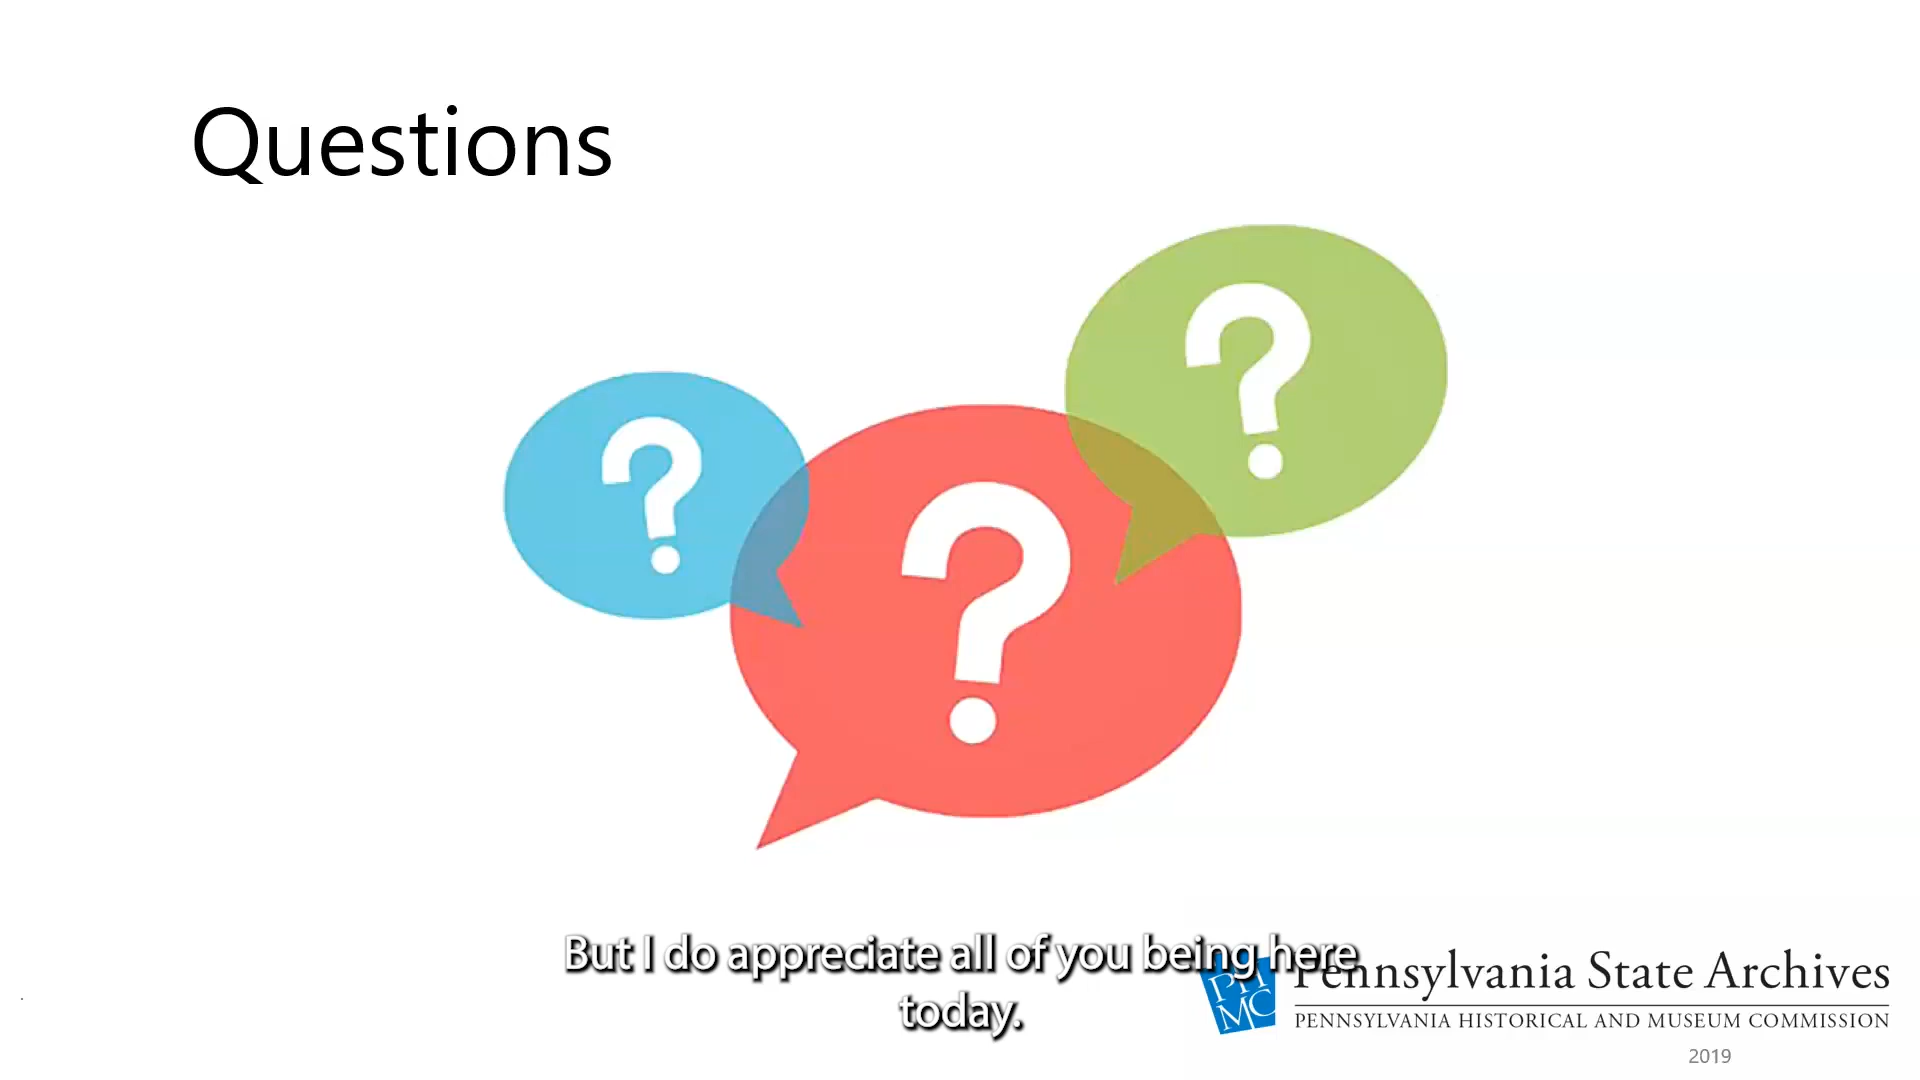 Questions
?
?
?
But I do appreciate all of you being here
today.
PHMC
Pennsylvania State Archives
PENNSYLVANIA HISTORICAL AND MUSEUM COMMISSION
2019